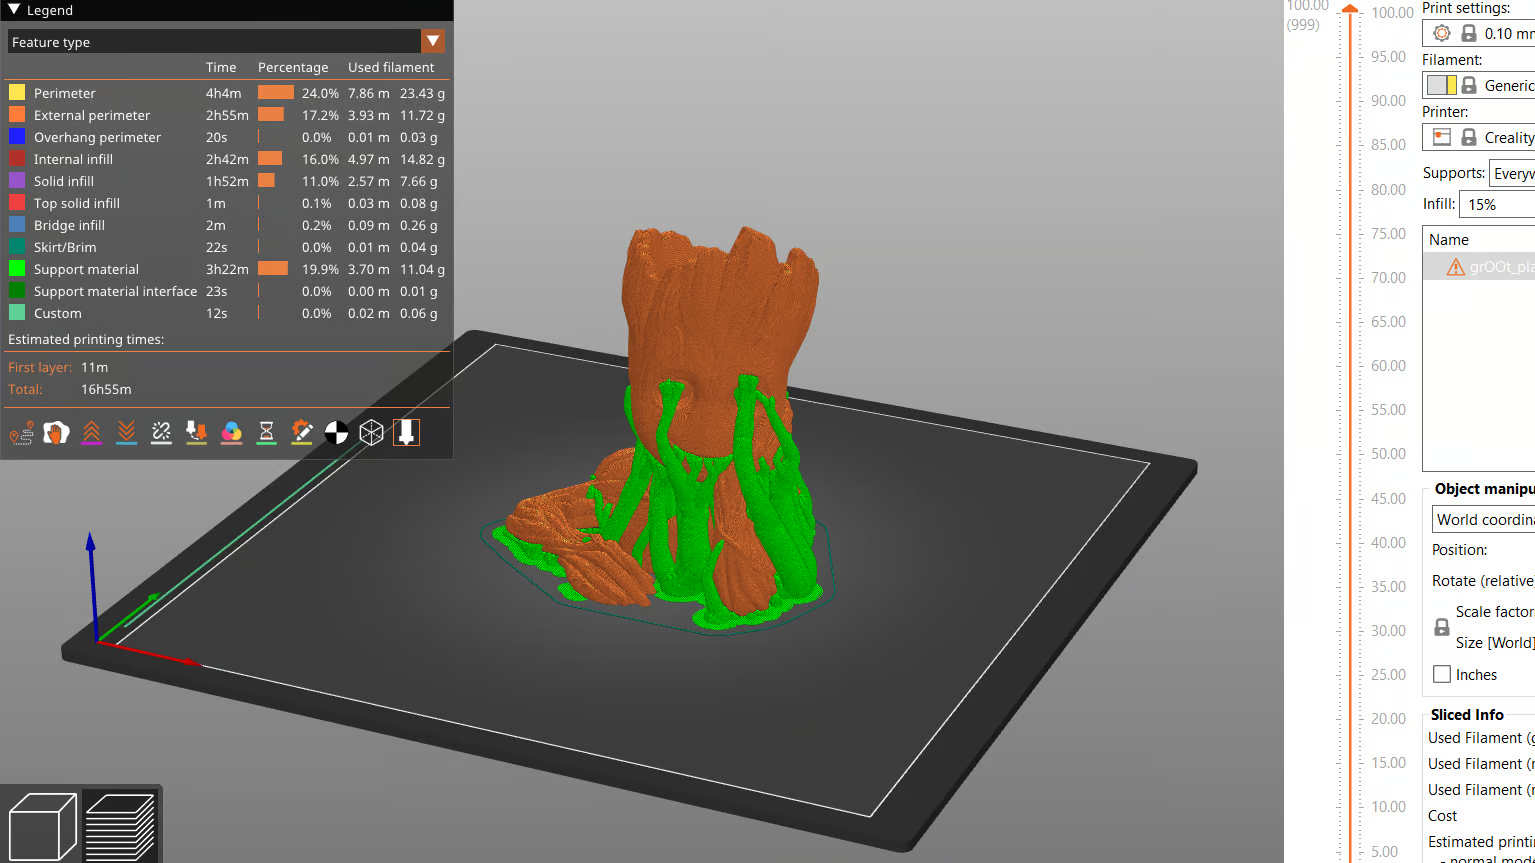 Legend
Feature type
Time Percentage Used filament
Perimeter 4h4m 24.0% 7.86 m 23.43 g
External perimeter 2h55m 17.2% 3.93 m 11.72 g
Overhang perimeter 20s 0.0% 0.01 m 0.03 g
Internal infill 2h42m 16.0% 4.97 m 14.82 g
Solid infill 1h52m 11.0% 2.57 m 7.66 g
Top solid infill 1m 0.1% 0.03 m 0.08 g
Bridge infill 2m 0.2% 0.09 m 0.26 g
Skirt/Brim 22s 0.0% 0.01 m 0.04 g
Support material 3h22m 19.9% 3.70 m 11.04 g
Support material interface 23s 0.0% 0.00 m 0.01 g
Custom 12s 0.0% 0.02 m 0.06 g
Estimated printing times:
First layer: 11m
Total: 16h55m
100.00
(999)
100.00
95.00
90.00
85.00
80.00
75.00
70.00
65.00
60.00
55.00
50.00
45.00
40.00
35.00
30.00
25.00
20.00
15.00
10.00
5.00
Print settings:
0.10 mm
Filament:
Generic
Printer:
Creality
Supports: Everyw
Infill: 15%
Name
grOOt_pla
Object manipu
World coordina
Position:
Rotate (relative)
Scale factor
Size [World]
Inches
Sliced Info
Used Filament (g
Used Filament (m
Used Filament (m
Cost
Estimated printi
- normal mode